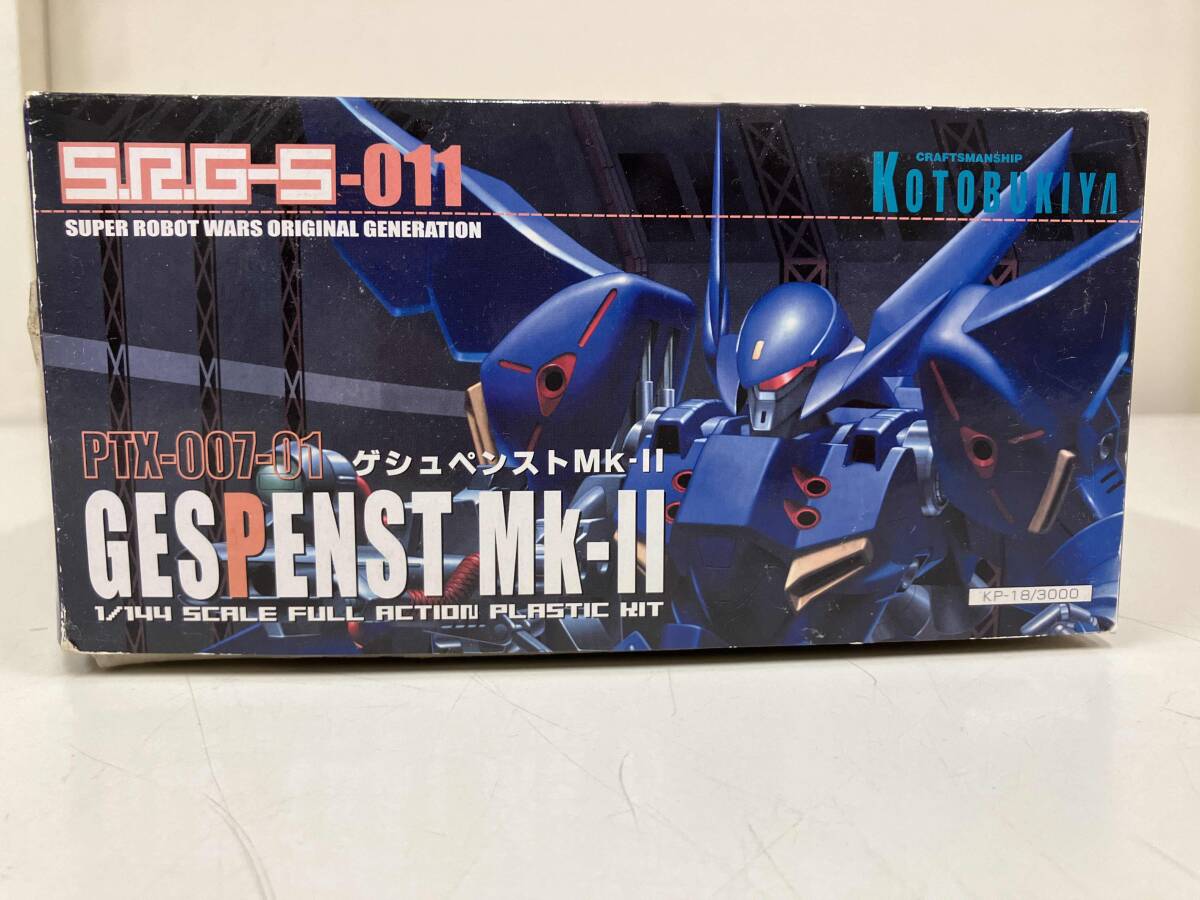 S.R.G-S-011
SUPER ROBOT WARS ORIGINAL GENERATION
CRAFTSMANSHIP
KOTOBUKIYA
PTX-007-01 ゲシュペンストMk-II
GESPENST Mk-II
1/144 SCALE FULL ACTION PLASTIC KIT
KP-18/3000